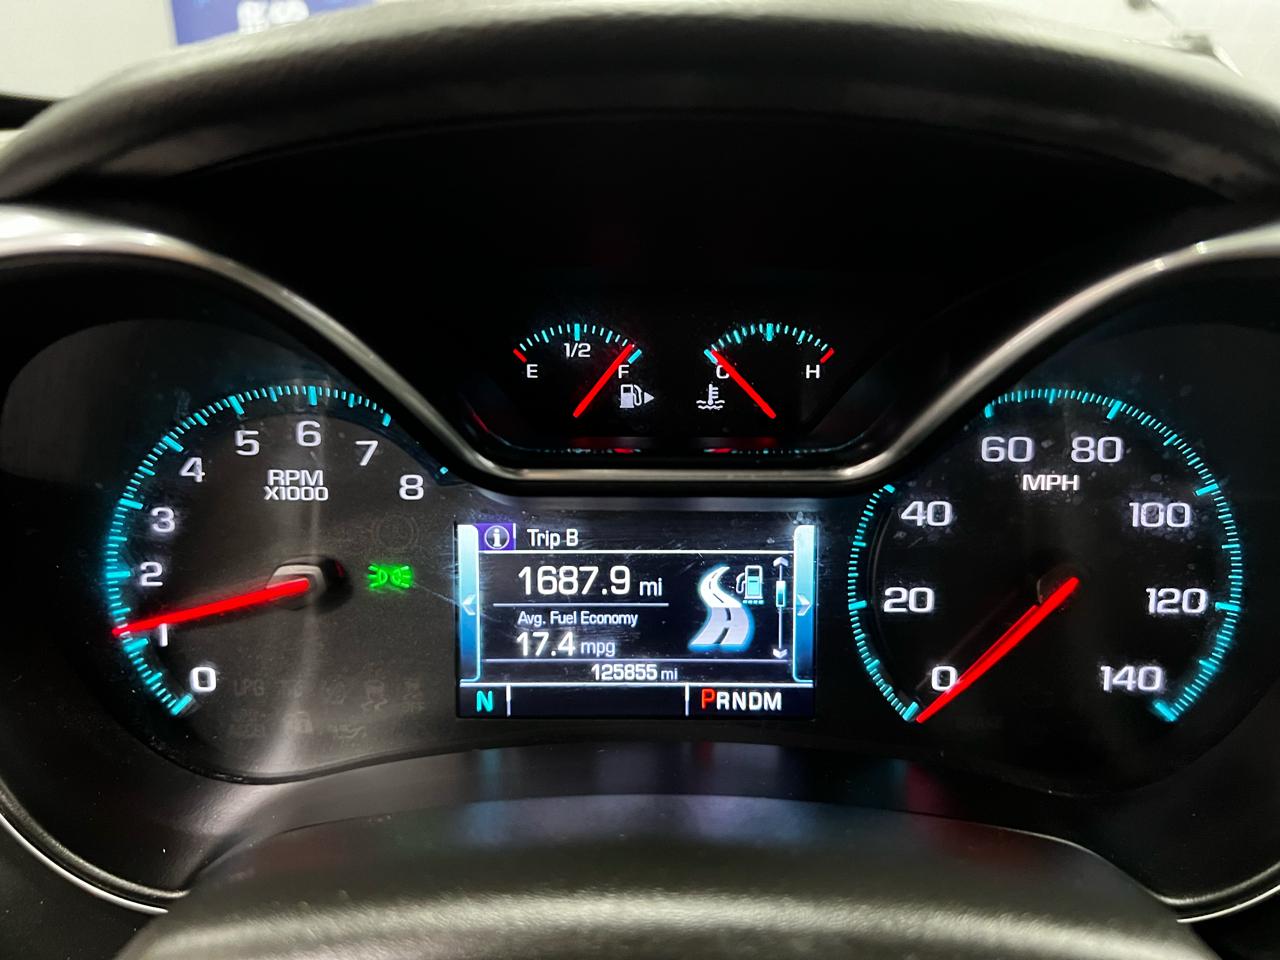 E 1/2 F
C H
0 1 2 3 4 5 6 7 8
RPM
X1000
Trip B
1687.9 mi
Avg. Fuel Economy
17.4 mpg
125855 mi
N PRNDM
0 20 40 60 80 100 120 140
MPH